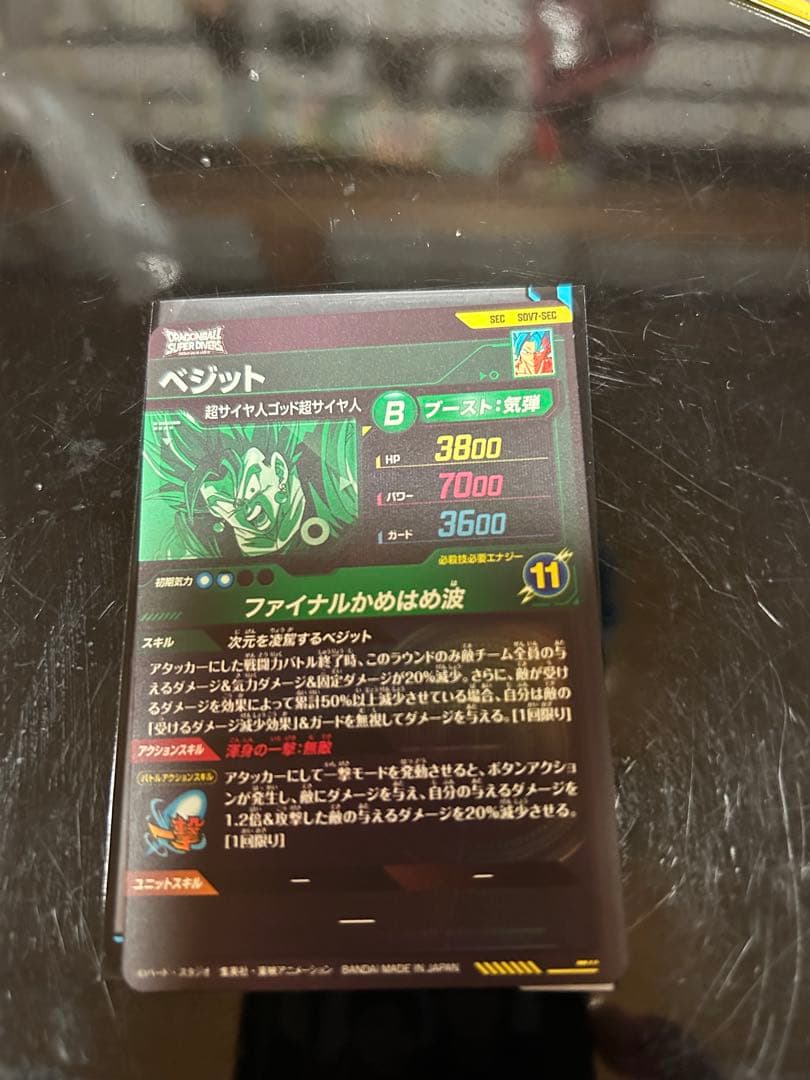 SEC SDV7-SEC
DRAGONBALL
SUPER DIVERS
ベジット
超サイヤ人ゴッド超サイヤ人
B ブースト:気弾
HP 3800
パワー 7000
ガード 3600
必殺技必要エナジー
11
初期気力
ファイナルかめはめ波
スキル 次元を凌駕するベジット
アタッカーにした戦闘力バトル終了時、このラウンドのみ敵チーム全員の与
えるダメージ&気力ダメージ&固定ダメージが20%減少。さらに、敵が受け
るダメージを効果によって累計50%以上減少させている場合、自分は敵の
「受けるダメージ減少効果」&ガードを無視してダメージを与える。[1回限り]
アクションスキル 渾身の一撃:無敵
バトルアクションスキル
アタッカーにして一撃モードを発動させると、ボタンアクショ
ンが発生し、敵にダメージを与え、自分の与えるダメージを
1.2倍&攻撃した敵の与えるダメージを20%減少させる。
[1回限り]
一撃
ユニットスキル ー ー
ー
©バード・スタジオ 集英社・東映アニメーション BANDAI MADE IN JAPAN